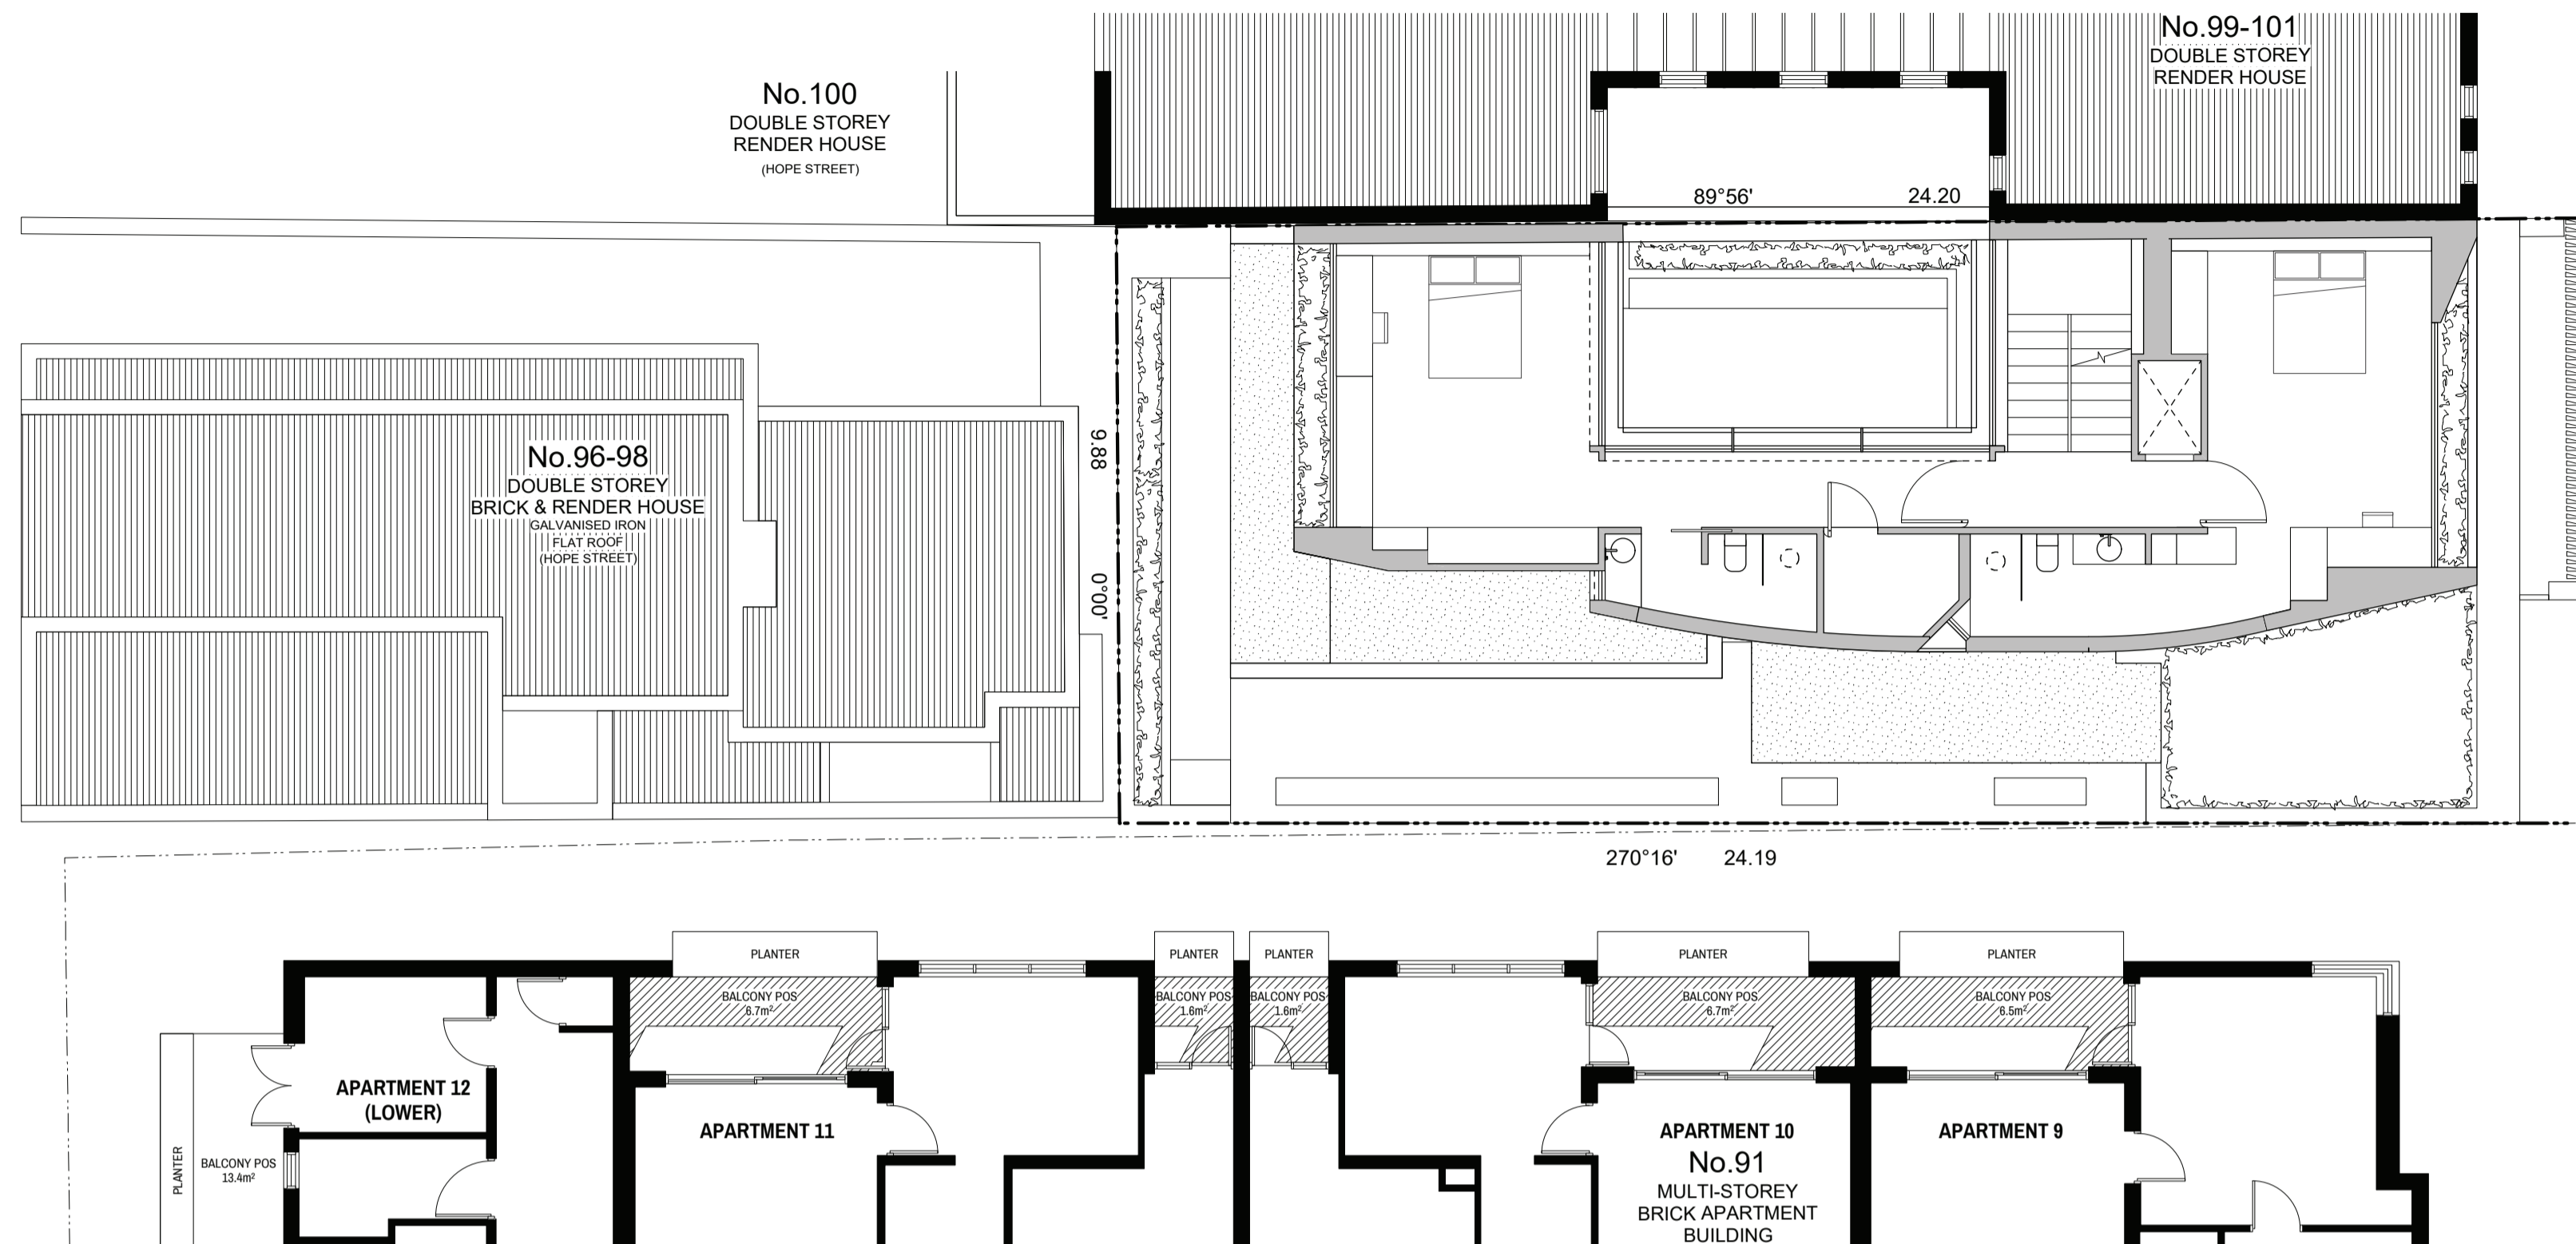 No.99-101
DOUBLE STOREY
RENDER HOUSE
No.100
DOUBLE STOREY
RENDER HOUSE
(HOPE STREET)
89°56' 24.20
9.88
0°00'
No.96-98
DOUBLE STOREY
BRICK & RENDER HOUSE
GALVANISED IRON
FLAT ROOF
(HOPE STREET)
N
270°16' 24.19
PLANTER
PLANTER
PLANTER
PLANTER
PLANTER
BALCONY POS
6.7m²
BALCONY POS
1.6m²
BALCONY POS
1.6m²
BALCONY POS
6.7m²
BALCONY POS
6.5m²
APARTMENT 12
(LOWER)
APARTMENT 11
APARTMENT 10
No.91
MULTI-STOREY
BRICK APARTMENT
BUILDING
APARTMENT 9
PLANTER
BALCONY POS
13.4m²